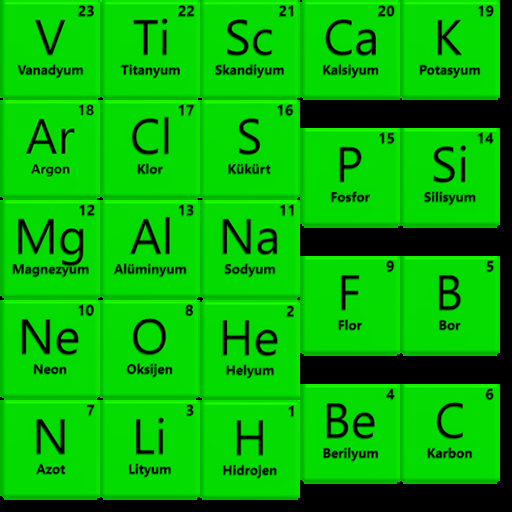 23
V
Vanadyum
22
Ti
Titanyum
21
Sc
Skandiyum
20
Ca
Kalsiyum
19
K
Potasyum
18
Ar
Argon
17
Cl
Klor
16
S
Kükürt
15
P
Fosfor
14
Si
Silisyum
12
Mg
Magnezyum
13
Al
Alüminyum
11
Na
Sodyum
9
F
Flor
5
B
Bor
10
Ne
Neon
8
O
Oksijen
2
He
Helyum
4
Be
Berilyum
6
C
Karbon
7
N
Azot
3
Li
Lityum
1
H
Hidrojen